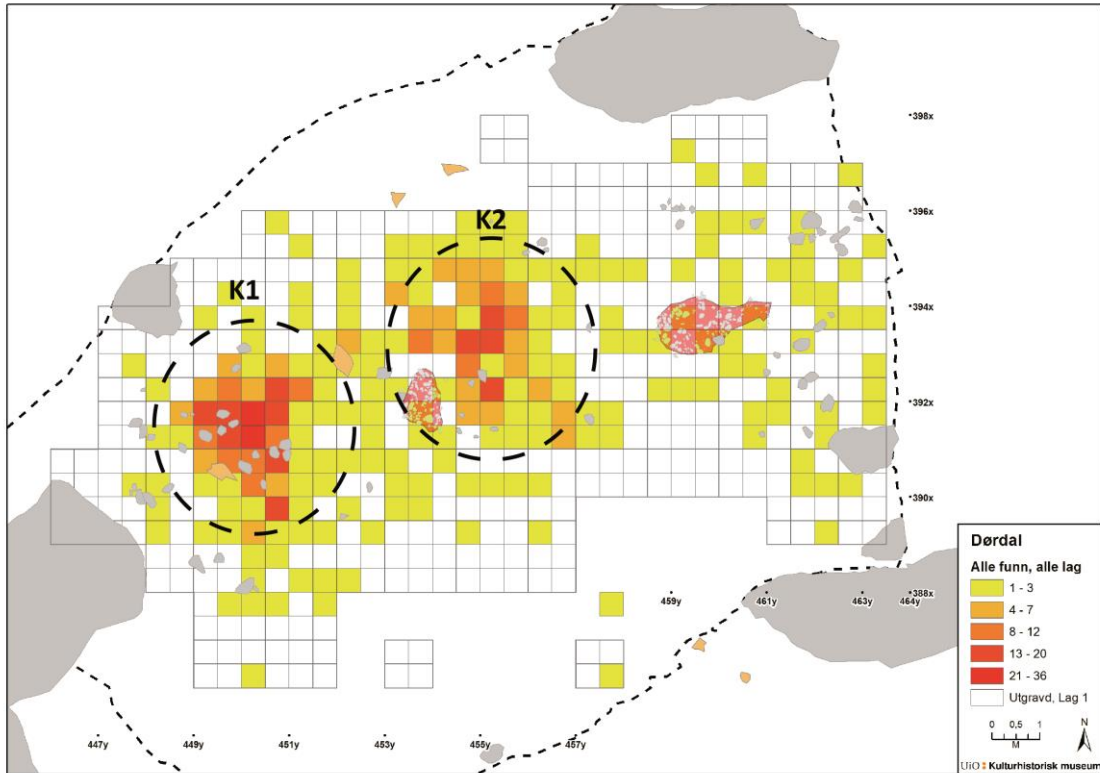 398x
K2
396x
K1
394x
392x
390x
388x
459y 461y 463y 464y
447y 449y 451y 453y 455y 457y
Dørdal
Alle funn, alle lag
1 - 3
4 - 7
8 - 12
13 - 20
21 - 36
Utgravd, Lag 1
0 0,5 1
M
N
UiO Kulturhistorisk museum